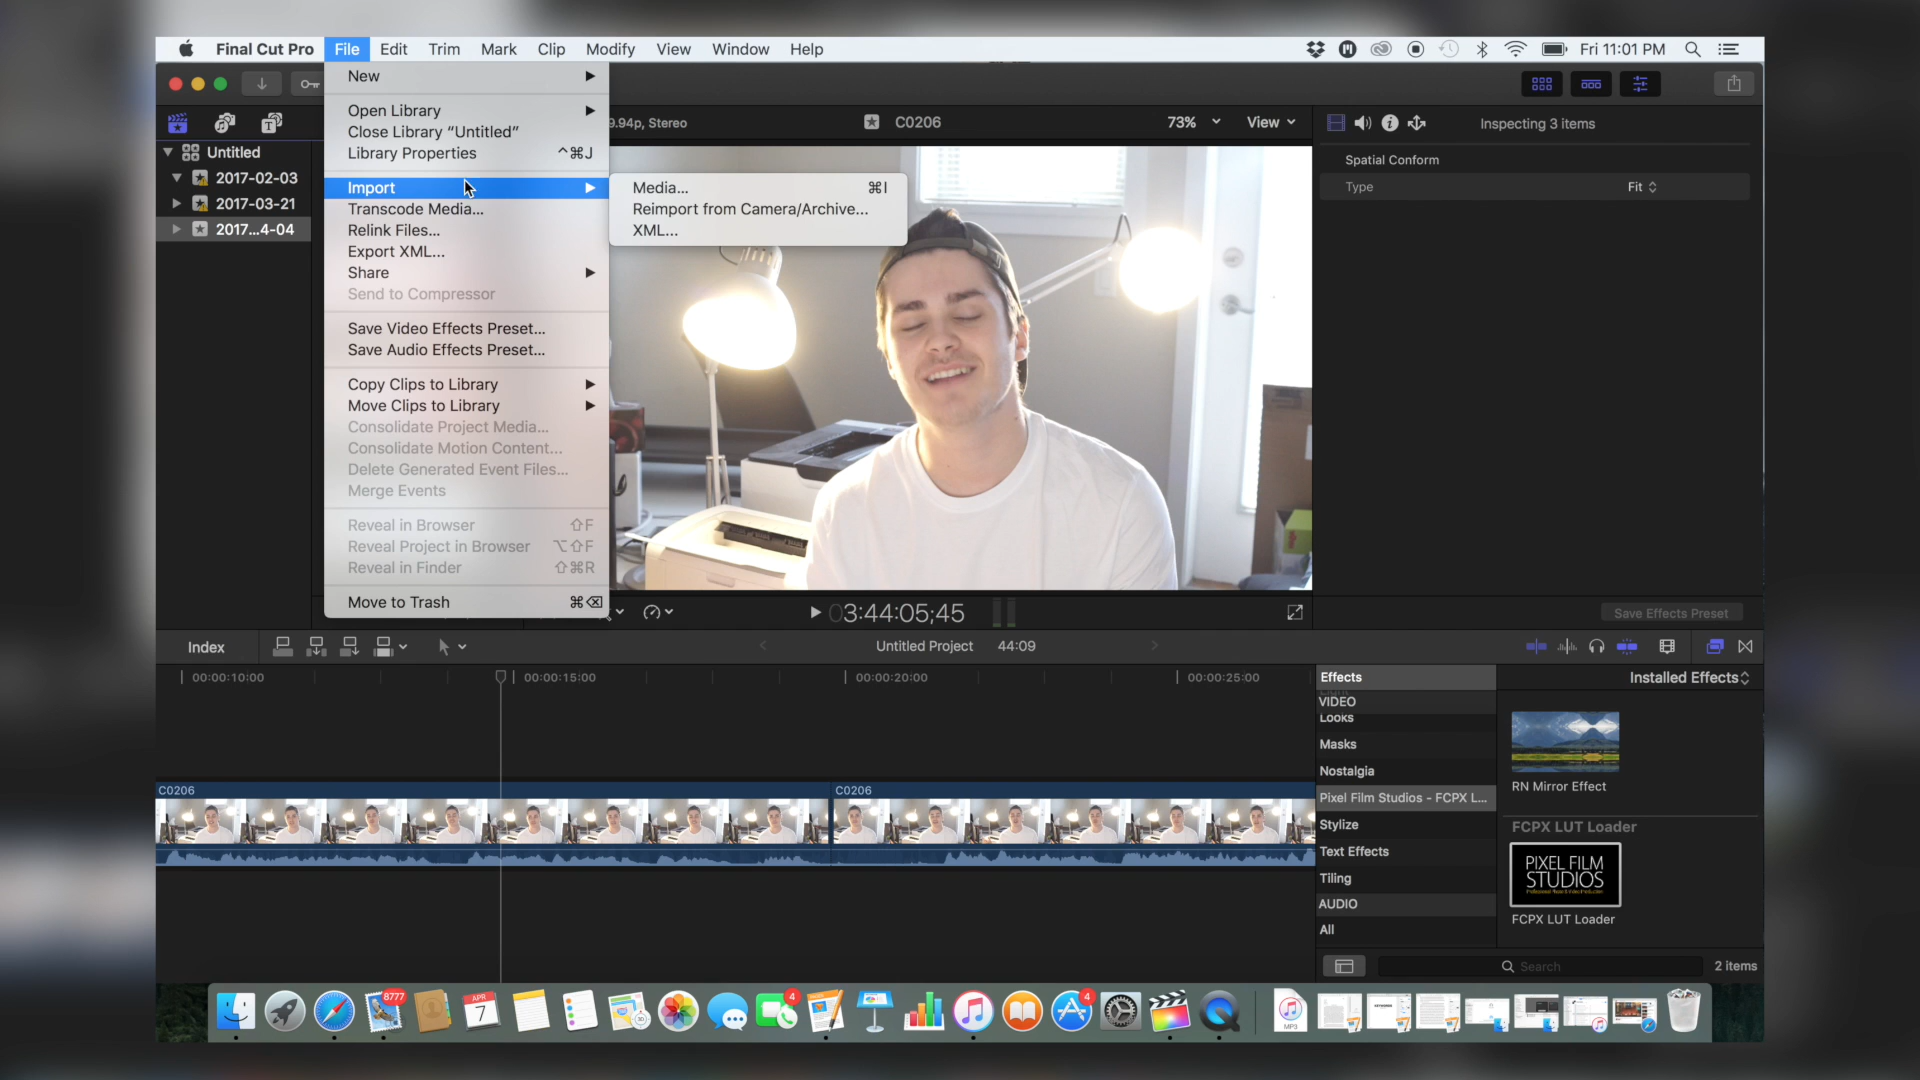 Final Cut Pro File Edit Trim Mark Clip Modify View Window Help Fri 11:01 PM
New
Open Library
Close Library “Untitled”
Library Properties ^⌘J
Import
Transcode Media...
Relink Files...
Export XML...
Share
Send to Compressor
Save Video Effects Preset...
Save Audio Effects Preset...
Copy Clips to Library
Move Clips to Library
Consolidate Project Media...
Consolidate Motion Content...
Delete Generated Event Files...
Merge Events
Reveal in Browser ⇧F
Reveal Project in Browser ⌥⇧F
Reveal in Finder ⇧⌘R
Move to Trash ⌘⌫
Media... ⌘I
Reimport from Camera/Archive...
XML...
Untitled
2017-02-03
2017-03-21
2017...4-04
9.94p, Stereo
C0206
73%
View
Inspecting 3 items
Spatial Conform
Type Fit
03:44:05;45
Save Effects Preset
Index
Untitled Project 44:09
00:00:10:00 00:00:15:00 00:00:20:00 00:00:25:00
C0206 C0206
Effects
Installed Effects
VIDEO
Looks
Masks
Nostalgia
Pixel Film Studios - FCPX L...
Stylize
Text Effects
Tiling
AUDIO
All
RN Mirror Effect
FCPX LUT Loader
PIXEL FILM
STUDIOS
FCPX LUT Loader
Search
2 items
8777
APR
7
4
4
MP3